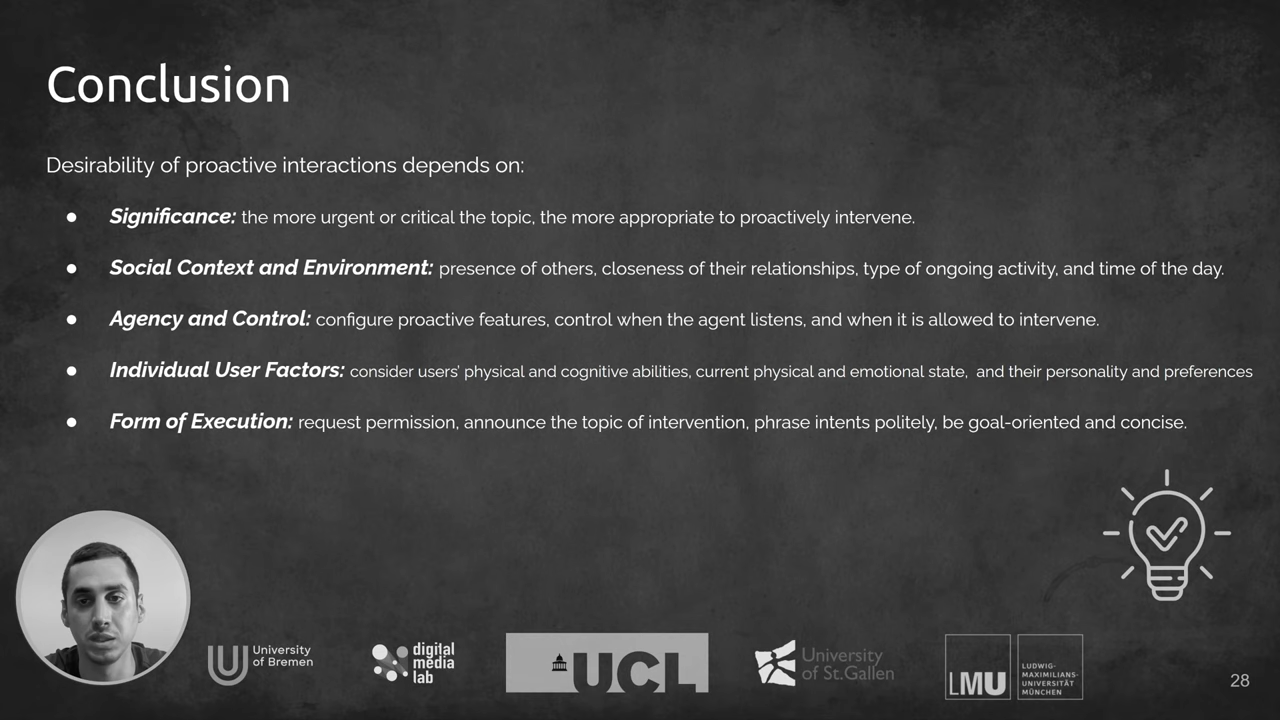 Conclusion
Desirability of proactive interactions depends on:
● Significance: the more urgent or critical the topic, the more appropriate to proactively intervene.
● Social Context and Environment: presence of others, closeness of their relationships, type of ongoing activity, and time of the day.
● Agency and Control: configure proactive features, control when the agent listens, and when it is allowed to intervene.
● Individual User Factors: consider users' physical and cognitive abilities, current physical and emotional state, and their personality and preferences
● Form of Execution: request permission, announce the topic of intervention, phrase intents politely, be goal-oriented and concise.
University
of Bremen
digital
media
lab
UCL
University
of St.Gallen
LMU
LUDWIG-
MAXIMILIANS-
UNIVERSITÄT
MÜNCHEN
28